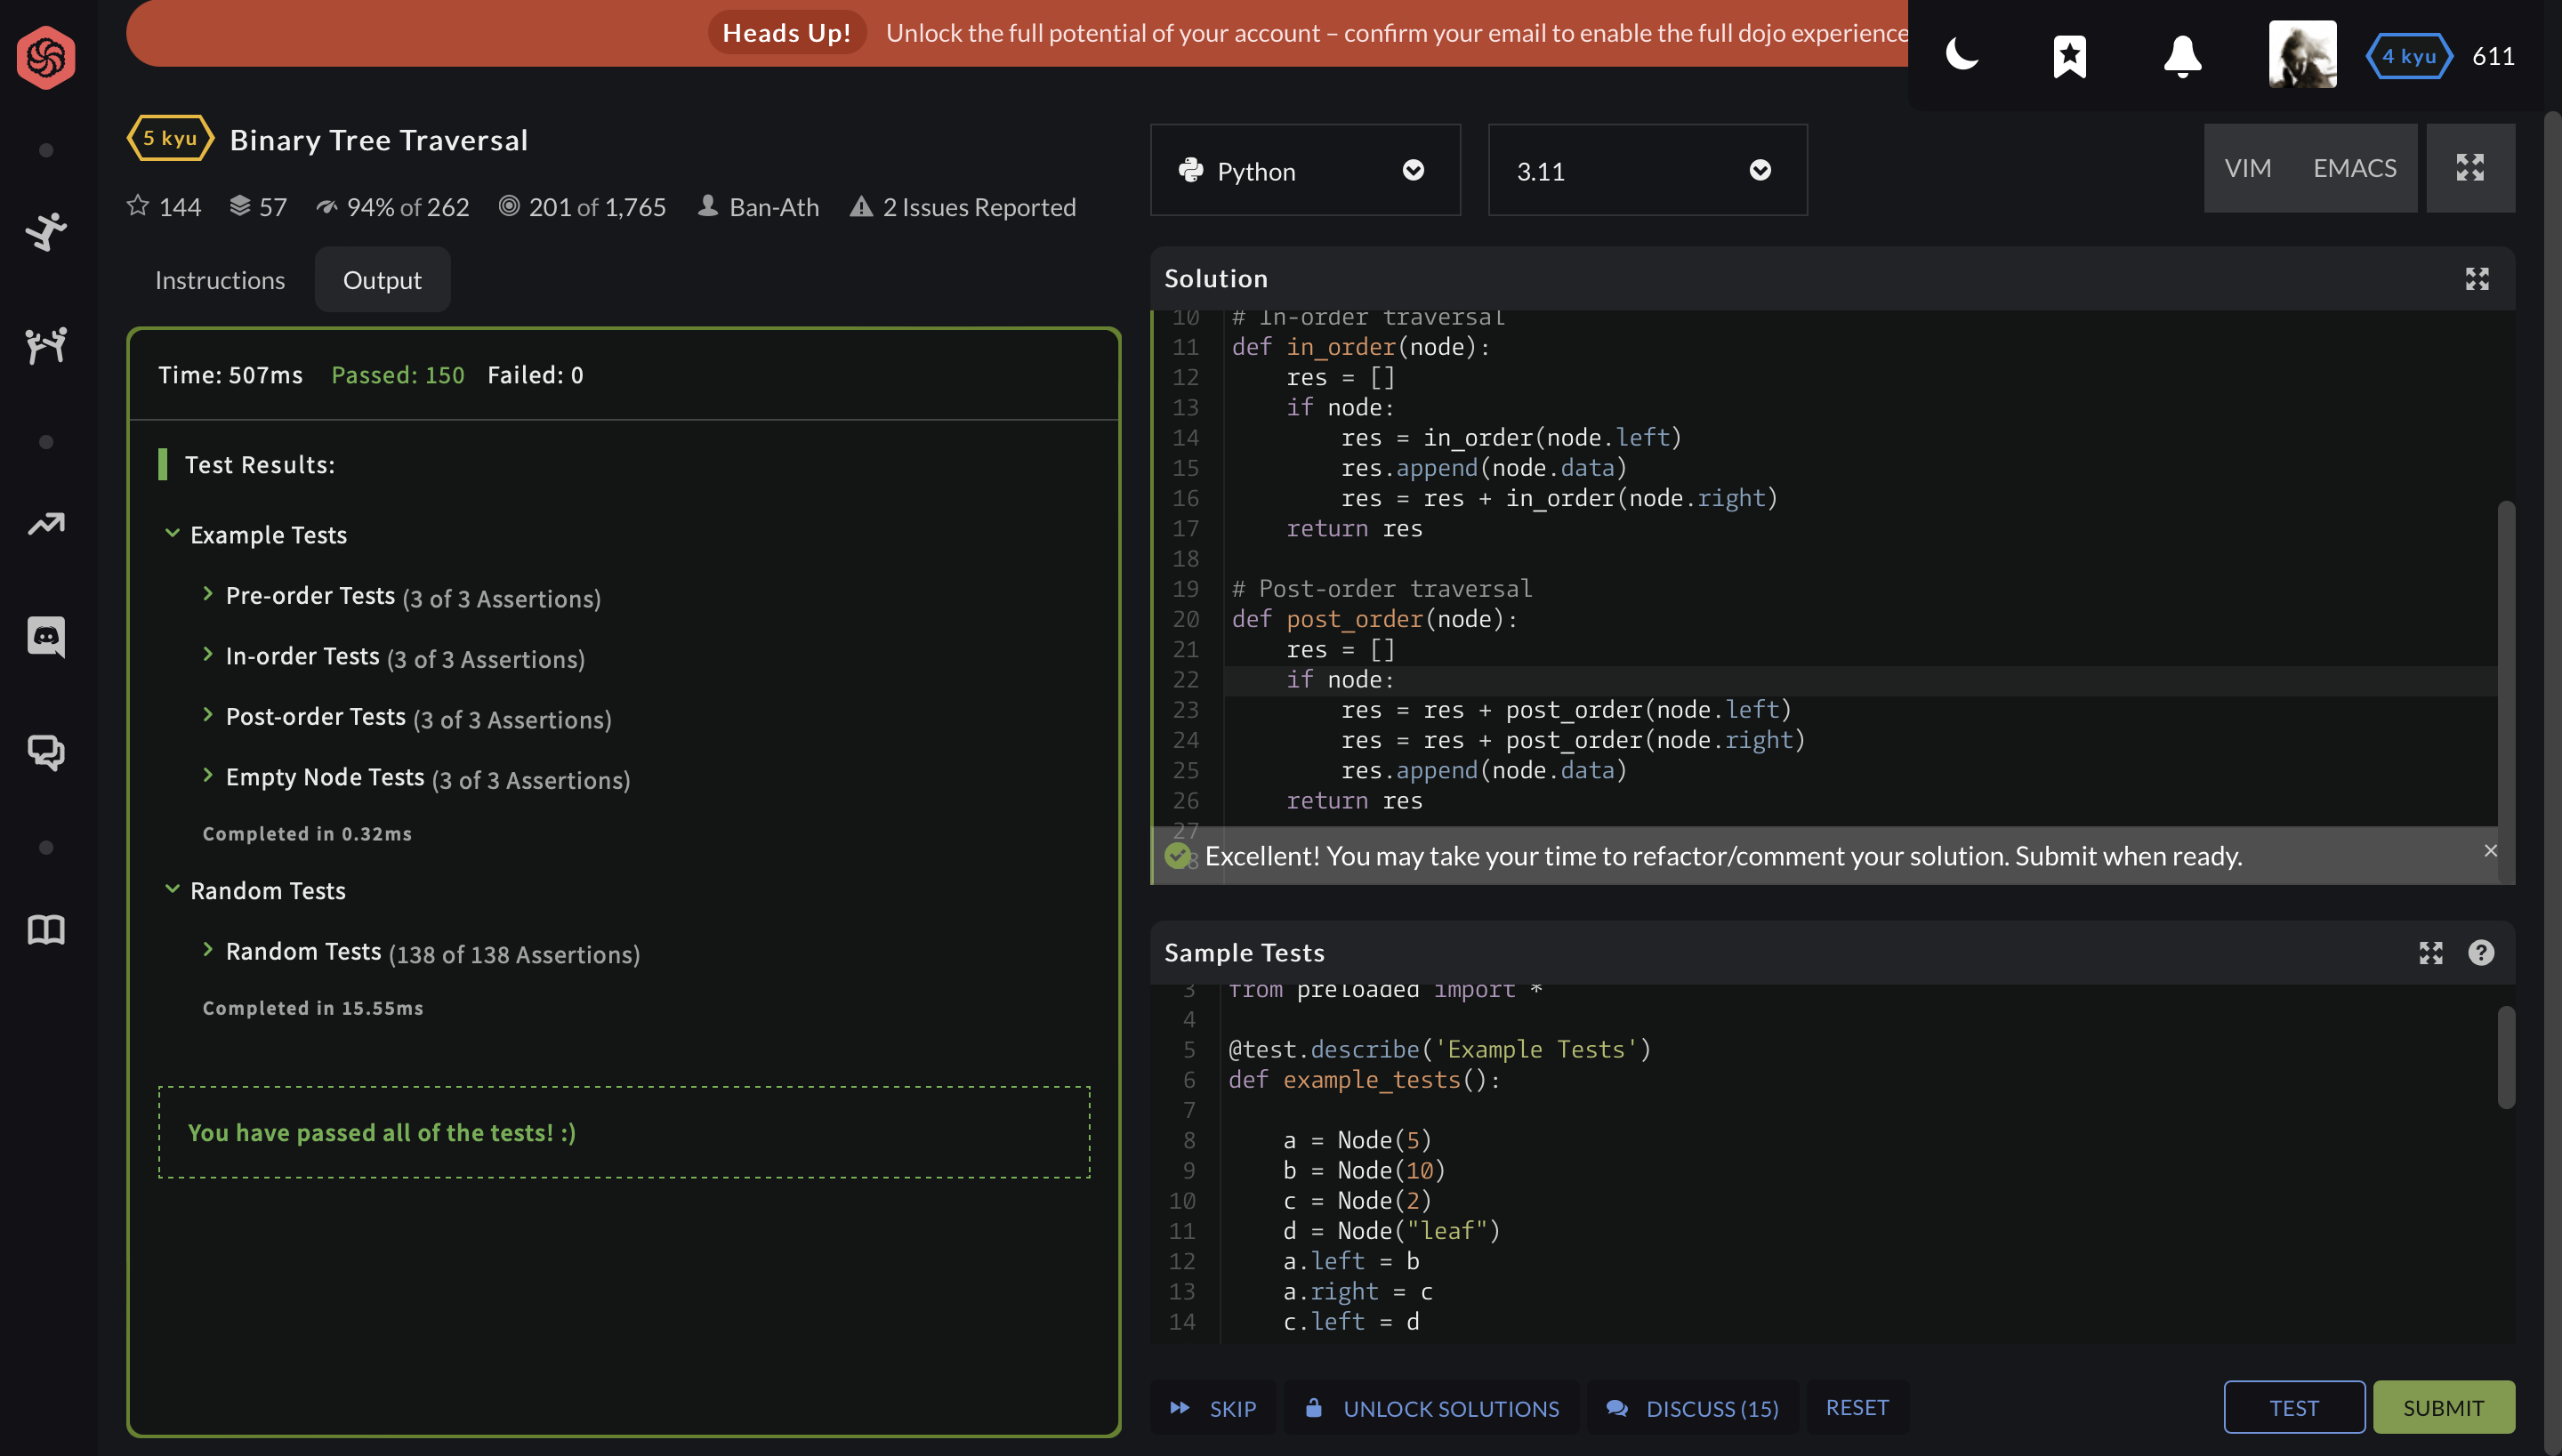 Heads Up! Unlock the full potential of your account – confirm your email to enable the full dojo experience
4 kyu 611
5 kyu Binary Tree Traversal
144 57 94% of 262 201 of 1,765 Ban-Ath 2 Issues Reported
Instructions Output
Time: 507ms Passed: 150 Failed: 0
Test Results:
Example Tests
Pre-order Tests (3 of 3 Assertions)
In-order Tests (3 of 3 Assertions)
Post-order Tests (3 of 3 Assertions)
Empty Node Tests (3 of 3 Assertions)
Completed in 0.32ms
Random Tests
Random Tests (138 of 138 Assertions)
Completed in 15.55ms
You have passed all of the tests! :)
Python 3.11 VIM EMACS
Solution
10 # In-order traversal
11 def in_order(node):
12     res = []
13     if node:
14         res = in_order(node.left)
15         res.append(node.data)
16         res = res + in_order(node.right)
17     return res
18
19 # Post-order traversal
20 def post_order(node):
21     res = []
22     if node:
23         res = res + post_order(node.left)
24         res = res + post_order(node.right)
25         res.append(node.data)
26     return res
27
Excellent! You may take your time to refactor/comment your solution. Submit when ready. ×
Sample Tests ?
3 from preloaded import *
4
5 @test.describe('Example Tests')
6 def example_tests():
7
8     a = Node(5)
9     b = Node(10)
10     c = Node(2)
11     d = Node("leaf")
12     a.left = b
13     a.right = c
14     c.left = d
SKIP UNLOCK SOLUTIONS DISCUSS (15) RESET TEST SUBMIT